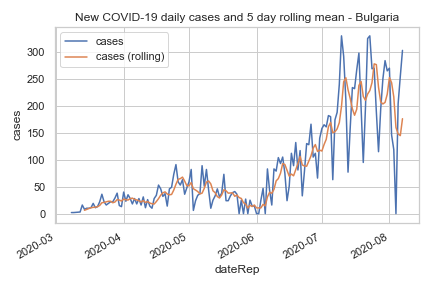 New COVID-19 daily cases and 5 day rolling mean - Bulgaria
cases
cases (rolling)
300
250
200
150
100
50
0
cases
2020-03
2020-04
2020-05
2020-06
2020-07
2020-08
dateRep